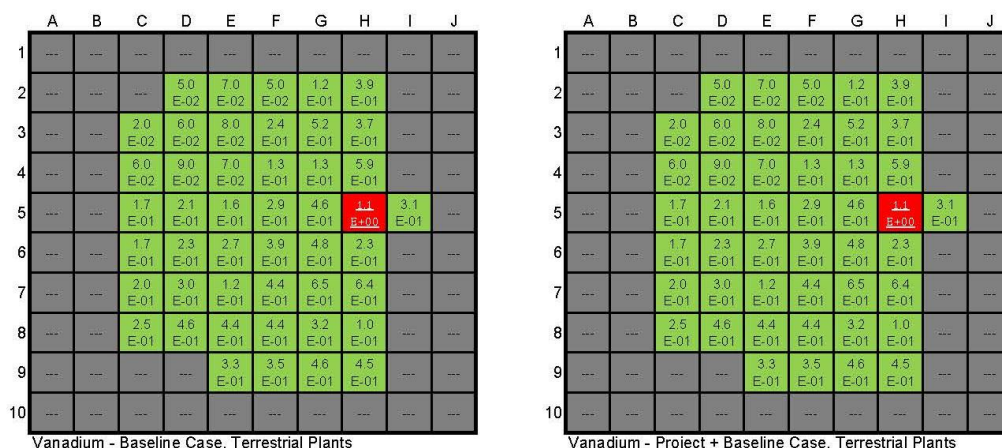 A B C D E F G H I J A B C D E F G H I J
1 --- --- --- --- --- --- --- --- --- --- 1 --- --- --- --- --- --- --- --- --- ---
2 --- --- --- 5.0 E-02 7.0 E-02 5.0 E-02 1.2 E-01 3.9 E-01 --- --- 2 --- --- --- 5.0 E-02 7.0 E-02 5.0 E-02 1.2 E-01 3.9 E-01 --- ---
3 --- --- 2.0 E-02 6.0 E-02 8.0 E-02 2.4 E-01 5.2 E-01 3.7 E-01 --- --- 3 --- --- 2.0 E-02 6.0 E-02 8.0 E-02 2.4 E-01 5.2 E-01 3.7 E-01 --- ---
4 --- --- 6.0 E-02 9.0 E-02 7.0 E-02 1.3 E-01 1.3 E-01 5.9 E-01 --- --- 4 --- --- 6.0 E-02 9.0 E-02 7.0 E-02 1.3 E-01 1.3 E-01 5.9 E-01 --- ---
5 --- --- 1.7 E-01 2.1 E-01 1.6 E-01 2.9 E-01 4.6 E-01 1.1 E+00 3.1 E-01 --- 5 --- --- 1.7 E-01 2.1 E-01 1.6 E-01 2.9 E-01 4.6 E-01 1.1 E+00 3.1 E-01 ---
6 --- --- 1.7 E-01 2.3 E-01 2.7 E-01 3.9 E-01 4.8 E-01 2.3 E-01 --- --- 6 --- --- 1.7 E-01 2.3 E-01 2.7 E-01 3.9 E-01 4.8 E-01 2.3 E-01 --- ---
7 --- --- 2.0 E-01 3.0 E-01 1.2 E-01 4.4 E-01 6.5 E-01 6.4 E-01 --- --- 7 --- --- 2.0 E-01 3.0 E-01 1.2 E-01 4.4 E-01 6.5 E-01 6.4 E-01 --- ---
8 --- --- 2.5 E-01 4.6 E-01 4.4 E-01 4.4 E-01 3.2 E-01 1.0 E-01 --- --- 8 --- --- 2.5 E-01 4.6 E-01 4.4 E-01 4.4 E-01 3.2 E-01 1.0 E-01 --- ---
9 --- --- --- --- 3.3 E-01 3.5 E-01 4.6 E-01 4.5 E-01 --- --- 9 --- --- --- --- 3.3 E-01 3.5 E-01 4.6 E-01 4.5 E-01 --- ---
10 --- --- --- --- --- --- --- --- --- --- 10 --- --- --- --- --- --- --- --- --- ---
Vanadium - Baseline Case, Terrestrial Plants Vanadium - Project + Baseline Case, Terrestrial Plants